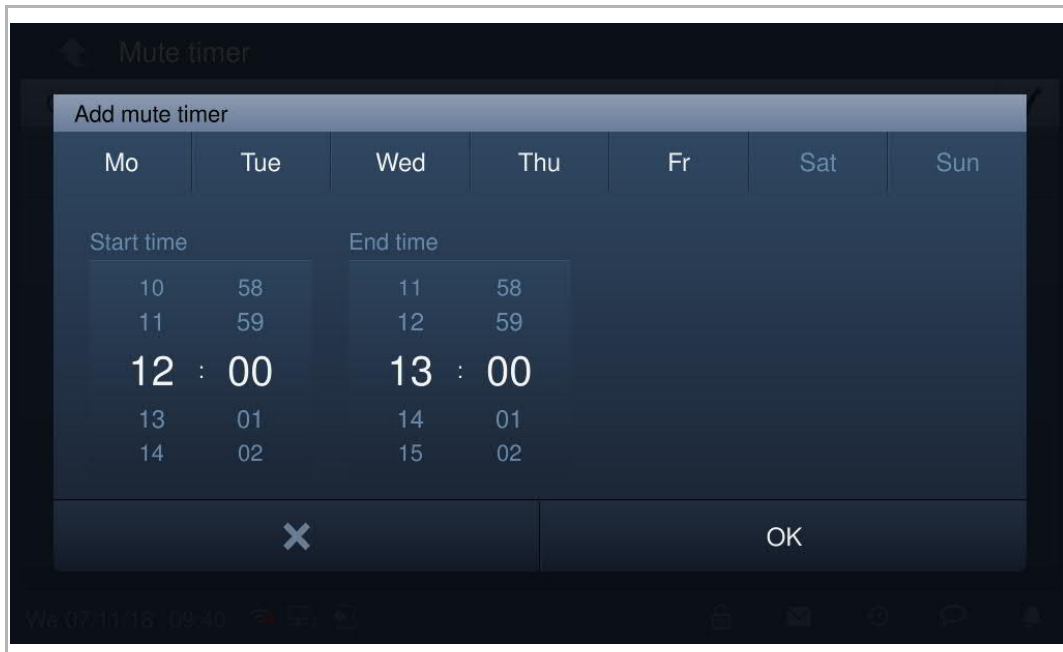 Mute timer
Add mute timer
Mo Tue Wed Thu Fr Sat Sun
Start time End time
10 58 11 58
11 59 12 59
12 : 00 13 : 00
13 01 14 01
14 02 15 02
OK
We 07/11/18 09:40